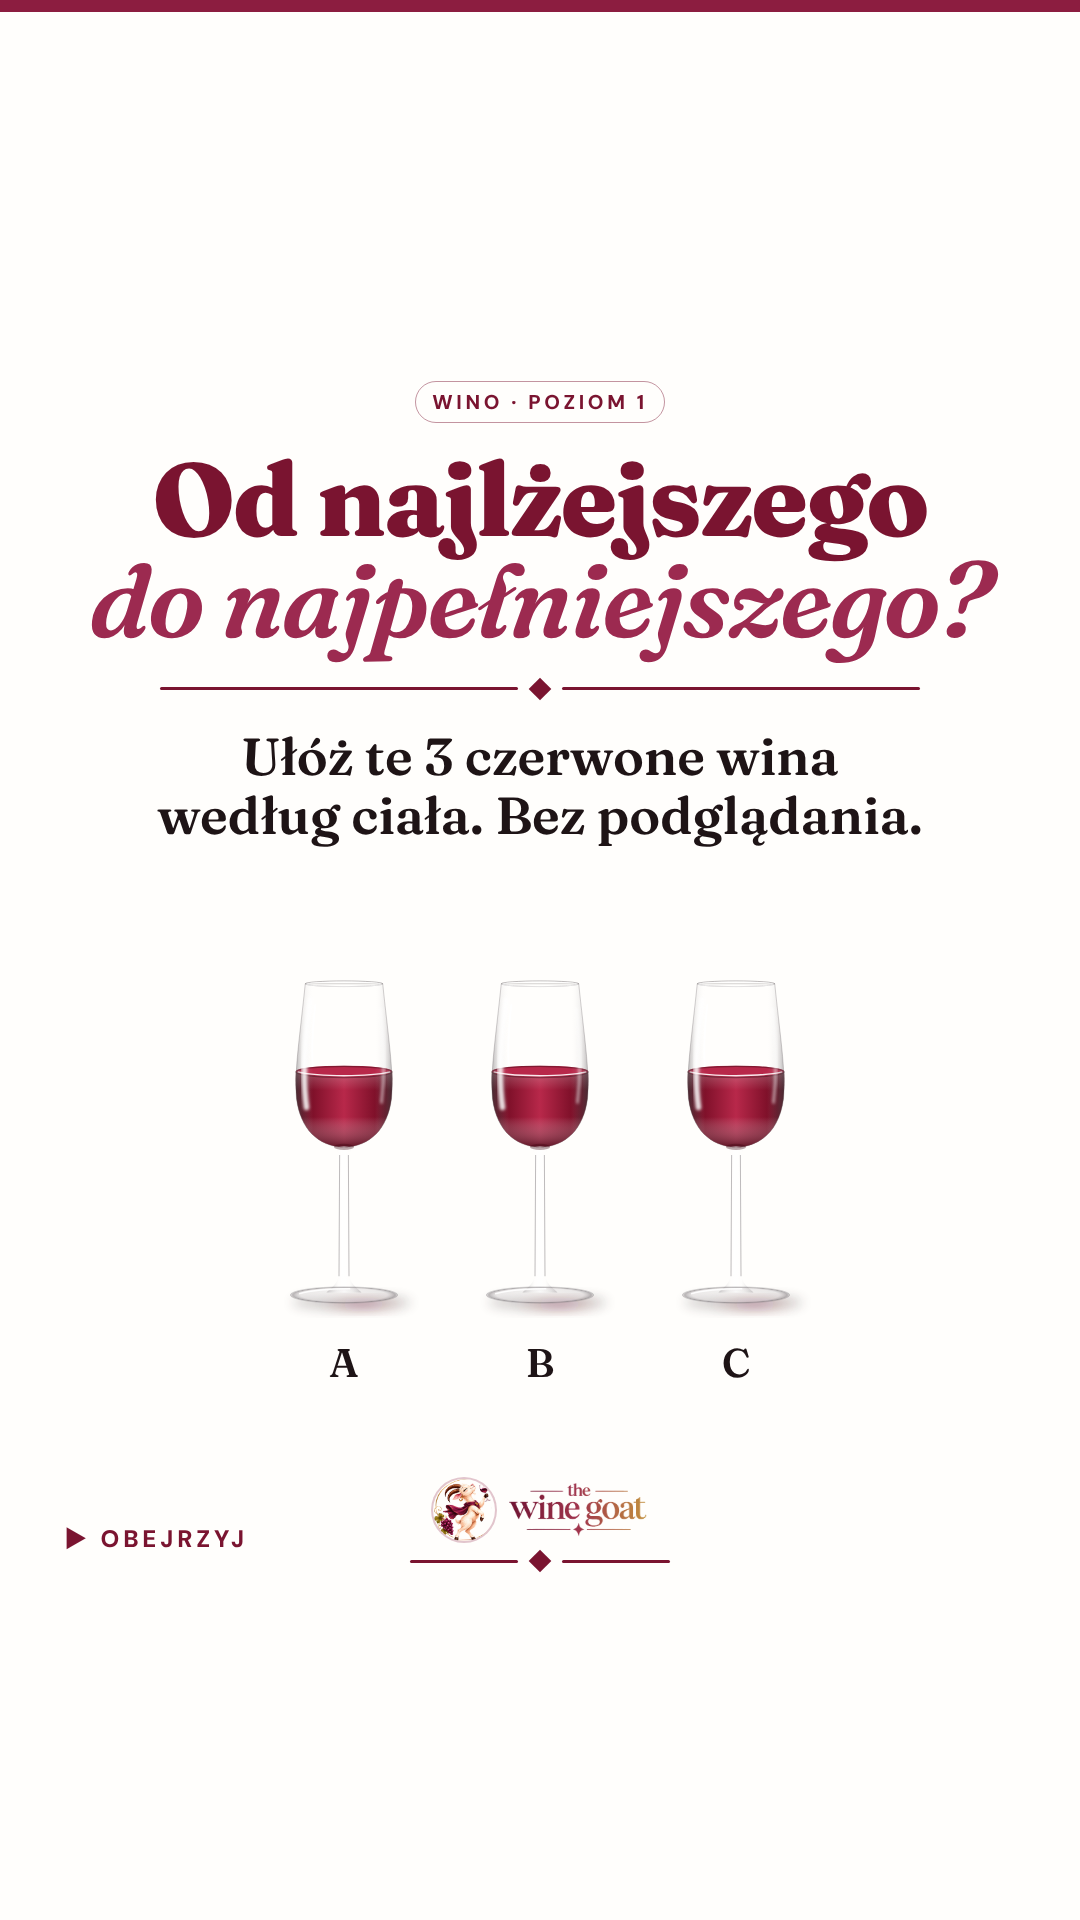 WINO · POZIOM 1
Od najlżejszego
do najpełniejszego?
Ułóż te 3 czerwone wina
według ciała. Bez podglądania.
A B C
the
wine goat
OBEJRZYJ